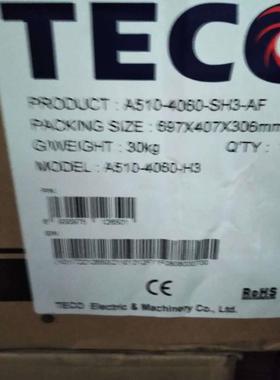 TECO
PRODUCT : A510-4060-SH3-AF
PACKING SIZE : 697X407X306mm
G/WEIGHT : 30kg Q'TY :
MODEL : A510-4060-H3
CE
RoHS
TECO Electric & Machinery Co., Ltd.